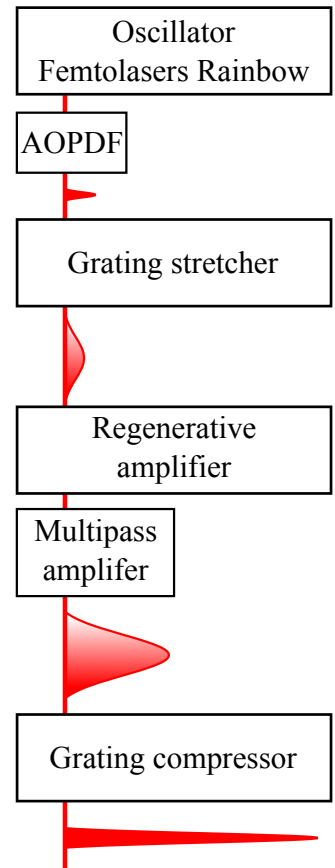 Oscillator
Femtolasers Rainbow
AOPDF
Grating stretcher
Regenerative
amplifier
Multipass
amplifer
Grating compressor